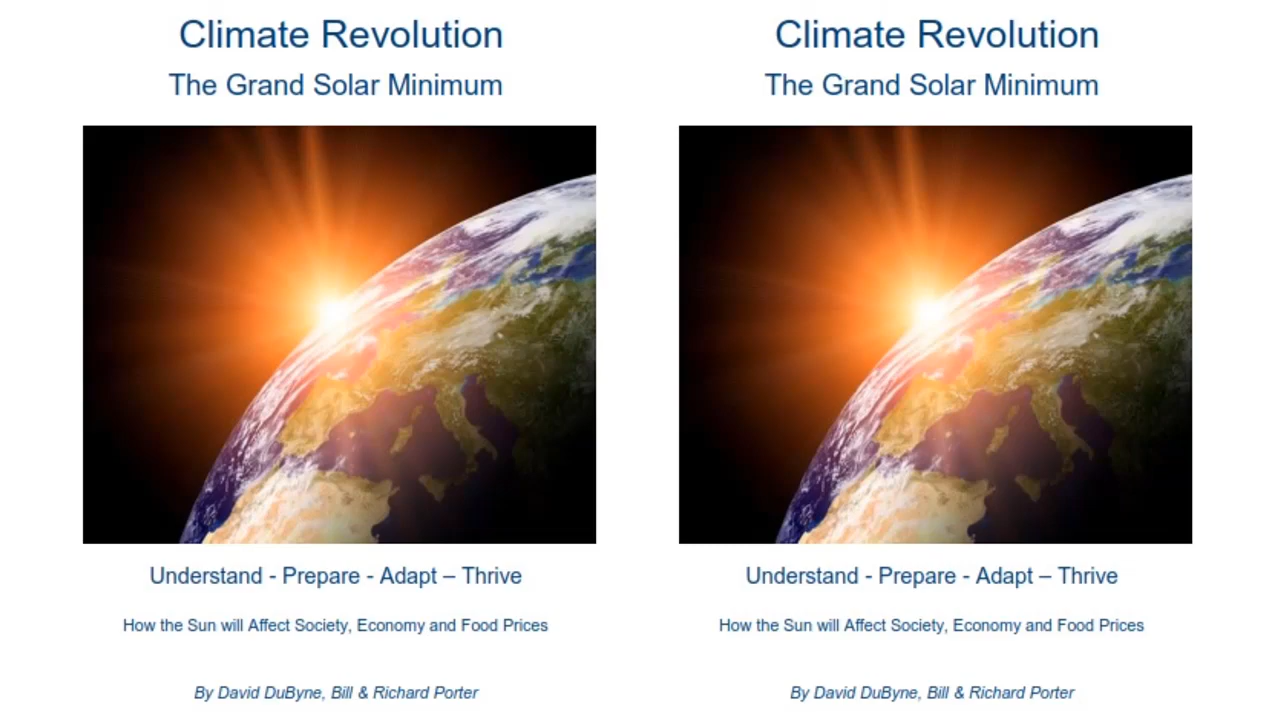 Climate Revolution
The Grand Solar Minimum
Understand - Prepare - Adapt – Thrive
How the Sun will Affect Society, Economy and Food Prices
By David DuByne, Bill & Richard Porter
Climate Revolution
The Grand Solar Minimum
Understand - Prepare - Adapt – Thrive
How the Sun will Affect Society, Economy and Food Prices
By David DuByne, Bill & Richard Porter